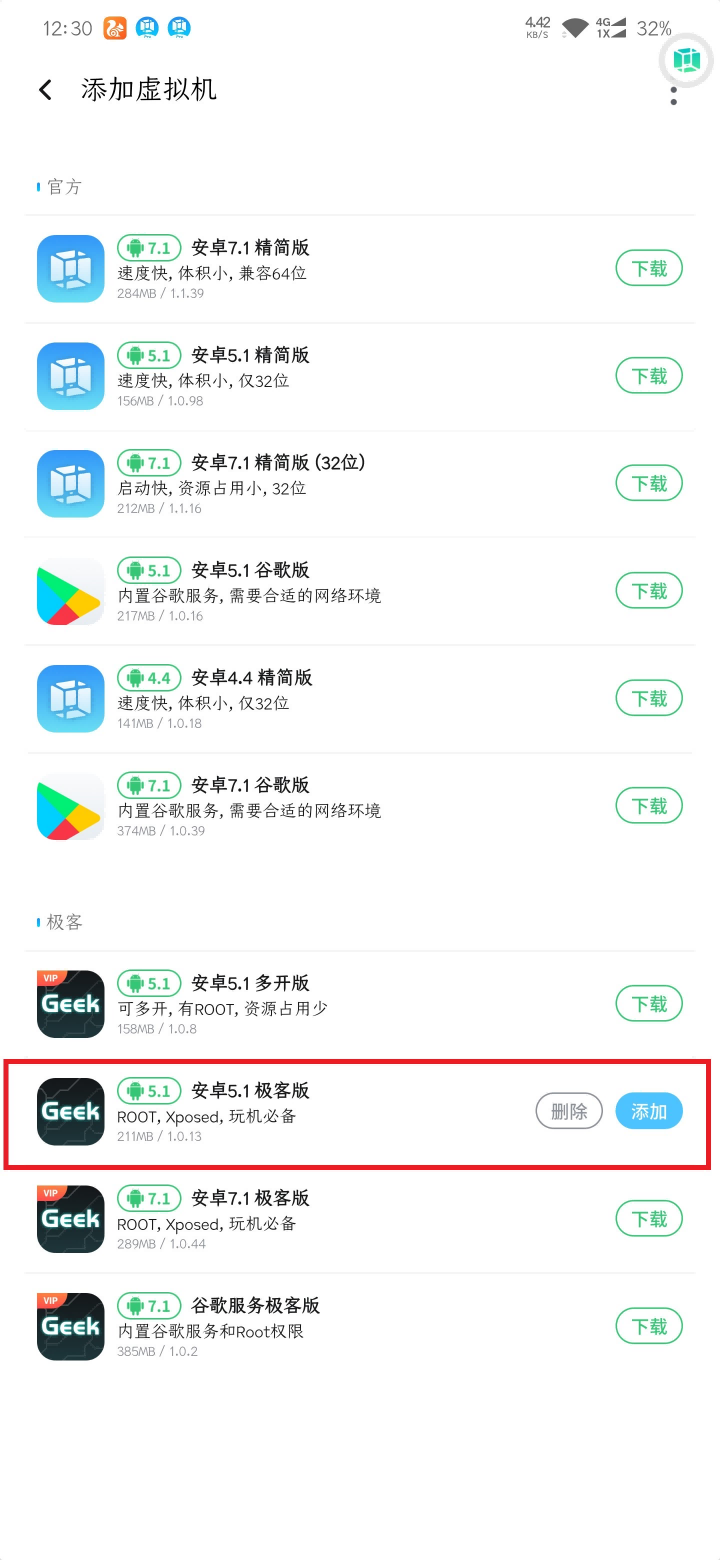 12:30
4.42
KB/S
4G
1X
32%
添加虚拟机
官方
7.1 安卓7.1 精简版
速度快, 体积小, 兼容64位
284MB / 1.1.39
下载
5.1 安卓5.1 精简版
速度快, 体积小, 仅32位
156MB / 1.0.98
下载
7.1 安卓7.1 精简版 (32位)
启动快, 资源占用小, 32位
212MB / 1.1.16
下载
5.1 安卓5.1 谷歌版
内置谷歌服务, 需要合适的网络环境
217MB / 1.0.16
下载
4.4 安卓4.4 精简版
速度快, 体积小, 仅32位
141MB / 1.0.18
下载
7.1 安卓7.1 谷歌版
内置谷歌服务, 需要合适的网络环境
374MB / 1.0.39
下载
极客
VIP
Geek
5.1 安卓5.1 多开版
可多开, 有ROOT, 资源占用少
158MB / 1.0.8
下载
Geek
5.1 安卓5.1 极客版
ROOT, Xposed, 玩机必备
211MB / 1.0.13
删除 添加
VIP
Geek
7.1 安卓7.1 极客版
ROOT, Xposed, 玩机必备
289MB / 1.0.44
下载
VIP
Geek
7.1 谷歌服务极客版
内置谷歌服务和Root权限
385MB / 1.0.2
下载